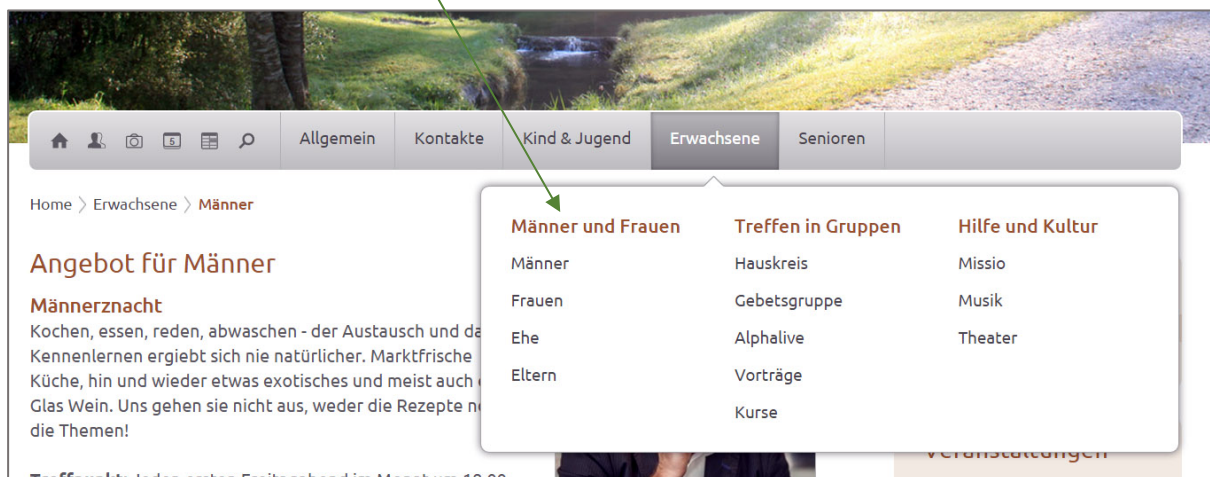 5
Allgemein
Kontakte
Kind & Jugend
Erwachsene
Senioren
Home > Erwachsene > Männer
Männer und Frauen
Männer
Frauen
Ehe
Eltern
Treffen in Gruppen
Hauskreis
Gebetsgruppe
Alphalive
Vorträge
Kurse
Hilfe und Kultur
Missio
Musik
Theater
Angebot für Männer
Männerznacht
Kochen, essen, reden, abwaschen - der Austausch und
Kennenlernen ergiebt sich nie natürlicher. Marktfrische
Küche, hin und wieder etwas exotisches und meist auch
Glas Wein. Uns gehen sie nicht aus, weder die Rezepte
die Themen!
Veranstaltungen